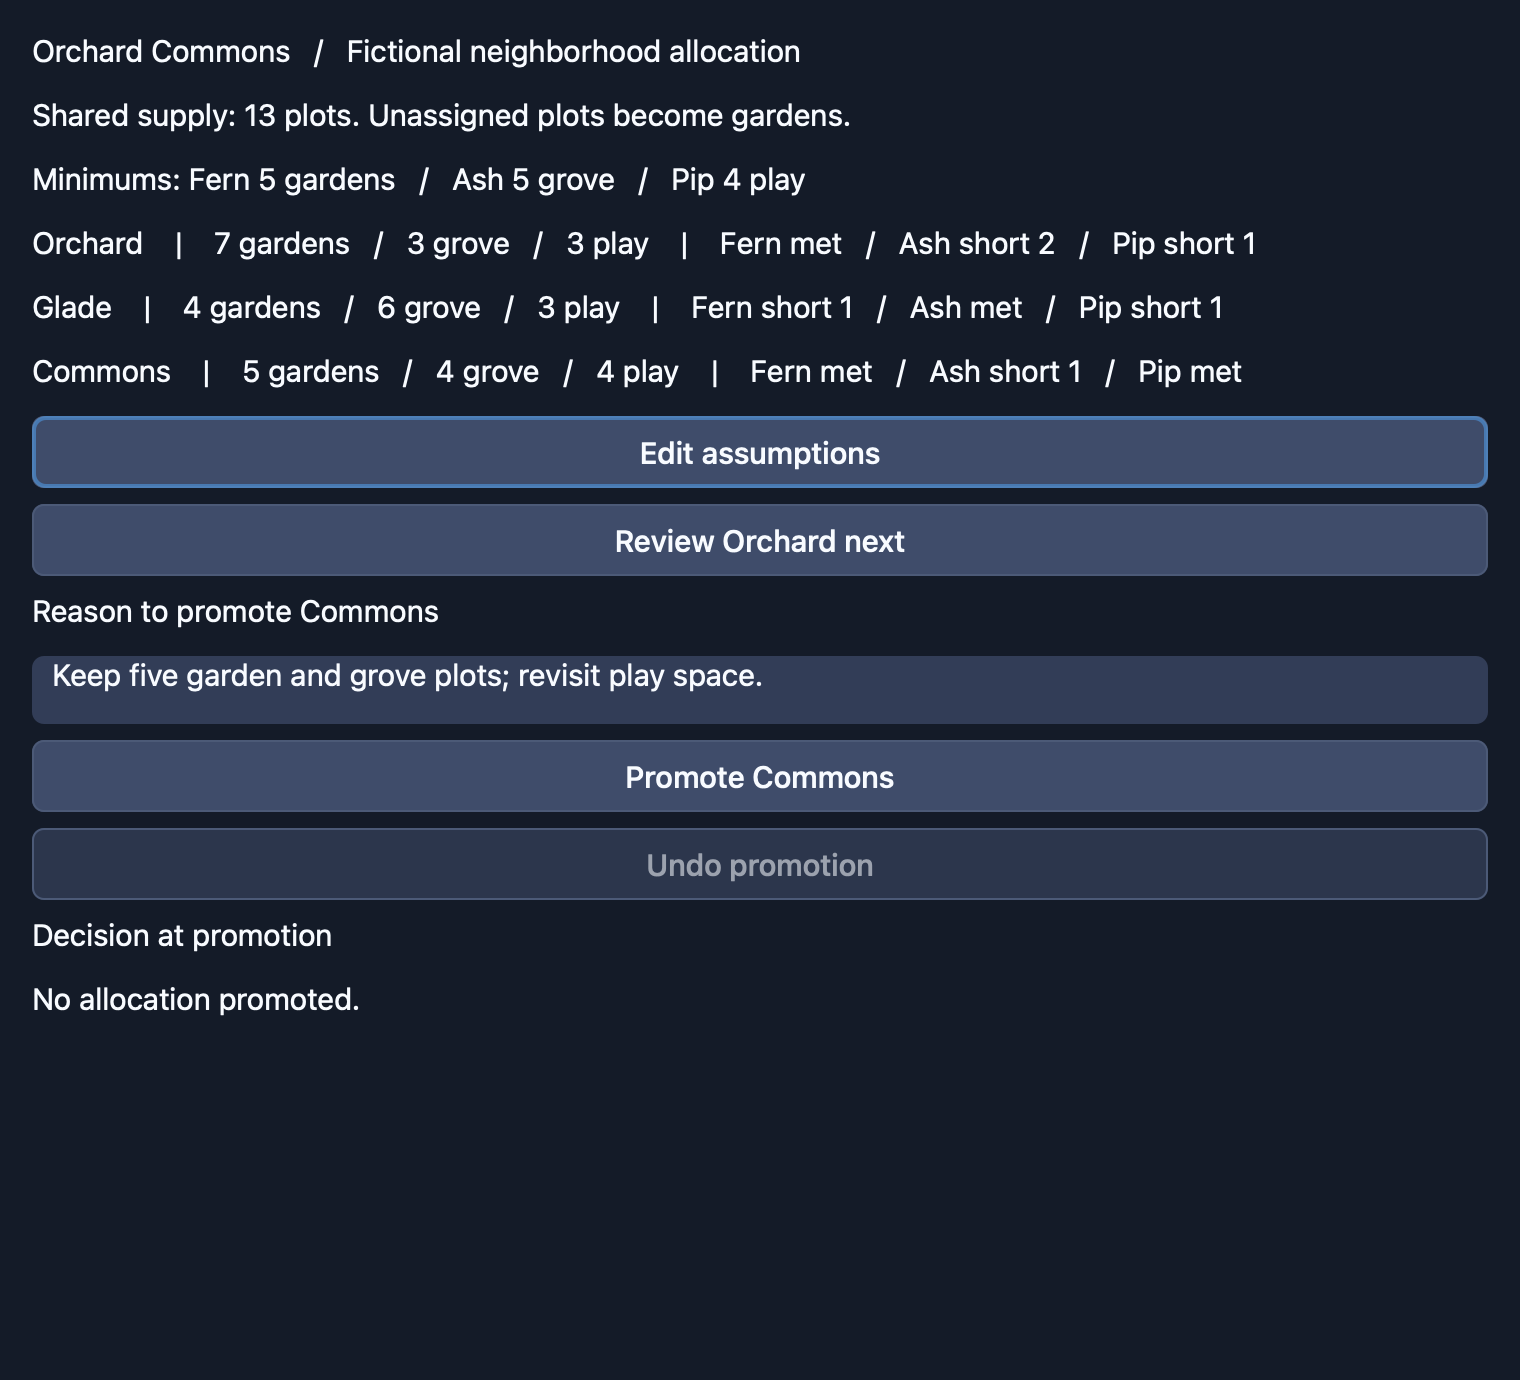 Orchard Commons / Fictional neighborhood allocation
Shared supply: 13 plots. Unassigned plots become gardens.
Minimums: Fern 5 gardens / Ash 5 grove / Pip 4 play
Orchard | 7 gardens / 3 grove / 3 play | Fern met / Ash short 2 / Pip short 1
Glade | 4 gardens / 6 grove / 3 play | Fern short 1 / Ash met / Pip short 1
Commons | 5 gardens / 4 grove / 4 play | Fern met / Ash short 1 / Pip met
Edit assumptions
Review Orchard next
Reason to promote Commons
Keep five garden and grove plots; revisit play space.
Promote Commons
Undo promotion
Decision at promotion
No allocation promoted.